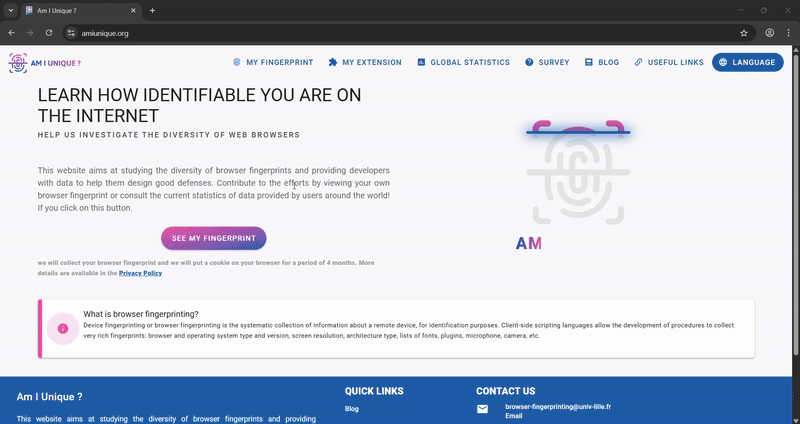 Am I Unique ?
amiunique.org
AM I UNIQUE ?
MY FINGERPRINT
MY EXTENSION
GLOBAL STATISTICS
SURVEY
BLOG
USEFUL LINKS
LANGUAGE
LEARN HOW IDENTIFIABLE YOU ARE ON
THE INTERNET
HELP US INVESTIGATE THE DIVERSITY OF WEB BROWSERS
This website aims at studying the diversity of browser fingerprints and providing developers
with data to help them design good defenses. Contribute to the efforts by viewing your own
browser fingerprint or consult the current statistics of data provided by users around the world!
If you click on this button.
SEE MY FINGERPRINT
we will collect your browser fingerprint and we will put a cookie on your browser for a period of 4 months. More
details are available in the Privacy Policy
AM
What is browser fingerprinting?
Device fingerprinting or browser fingerprinting is the systematic collection of information about a remote device, for identification purposes. Client-side scripting languages allow the development of procedures to collect
very rich fingerprints: browser and operating system type and version, screen resolution, architecture type, lists of fonts, plugins, microphone, camera, etc.
Am I Unique ?
This website aims at studying the diversity of browser fingerprints and providing
QUICK LINKS
Blog
CONTACT US
browser-fingerprinting@univ-lille.fr
Email